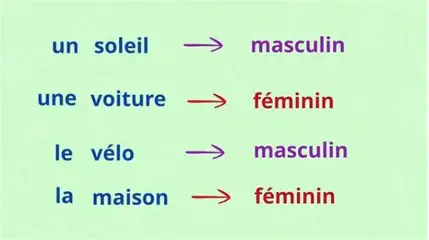 un soleil → masculin
une voiture → féminin
le vélo → masculin
la maison → féminin